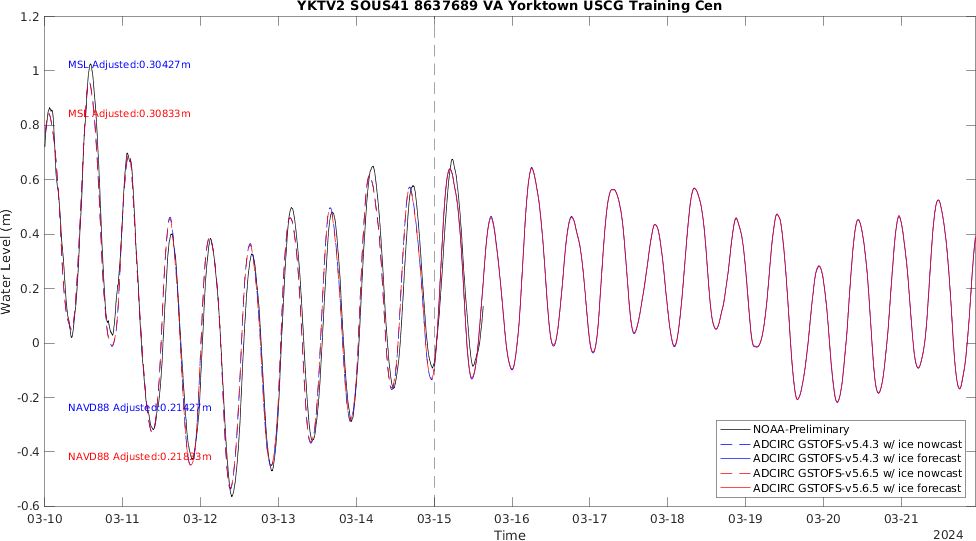 YKTV2 SOUS41 8637689 VA Yorktown USCG Training Cen
1.2
1
0.8
0.6
0.4
0.2
0
-0.2
-0.4
-0.6
Water Level (m)
MSL Adjusted:0.30427m
MSL Adjusted:0.30833m
NAVD88 Adjusted:0.21427m
NAVD88 Adjusted:
NOAA-Preliminary
ADCIRC GSTOFS-v5.4.3 w/ ice nowcast
ADCIRC GSTOFS-v5.4.3 w/ ice forecast
ADCIRC GSTOFS-v5.6.5 w/ ice nowcast
ADCIRC GSTOFS-v5.6.5 w/ ice forecast
03-10 03-11 03-12 03-13 03-14 03-15 03-16 03-17 03-18 03-19 03-20 03-21
Time
2024